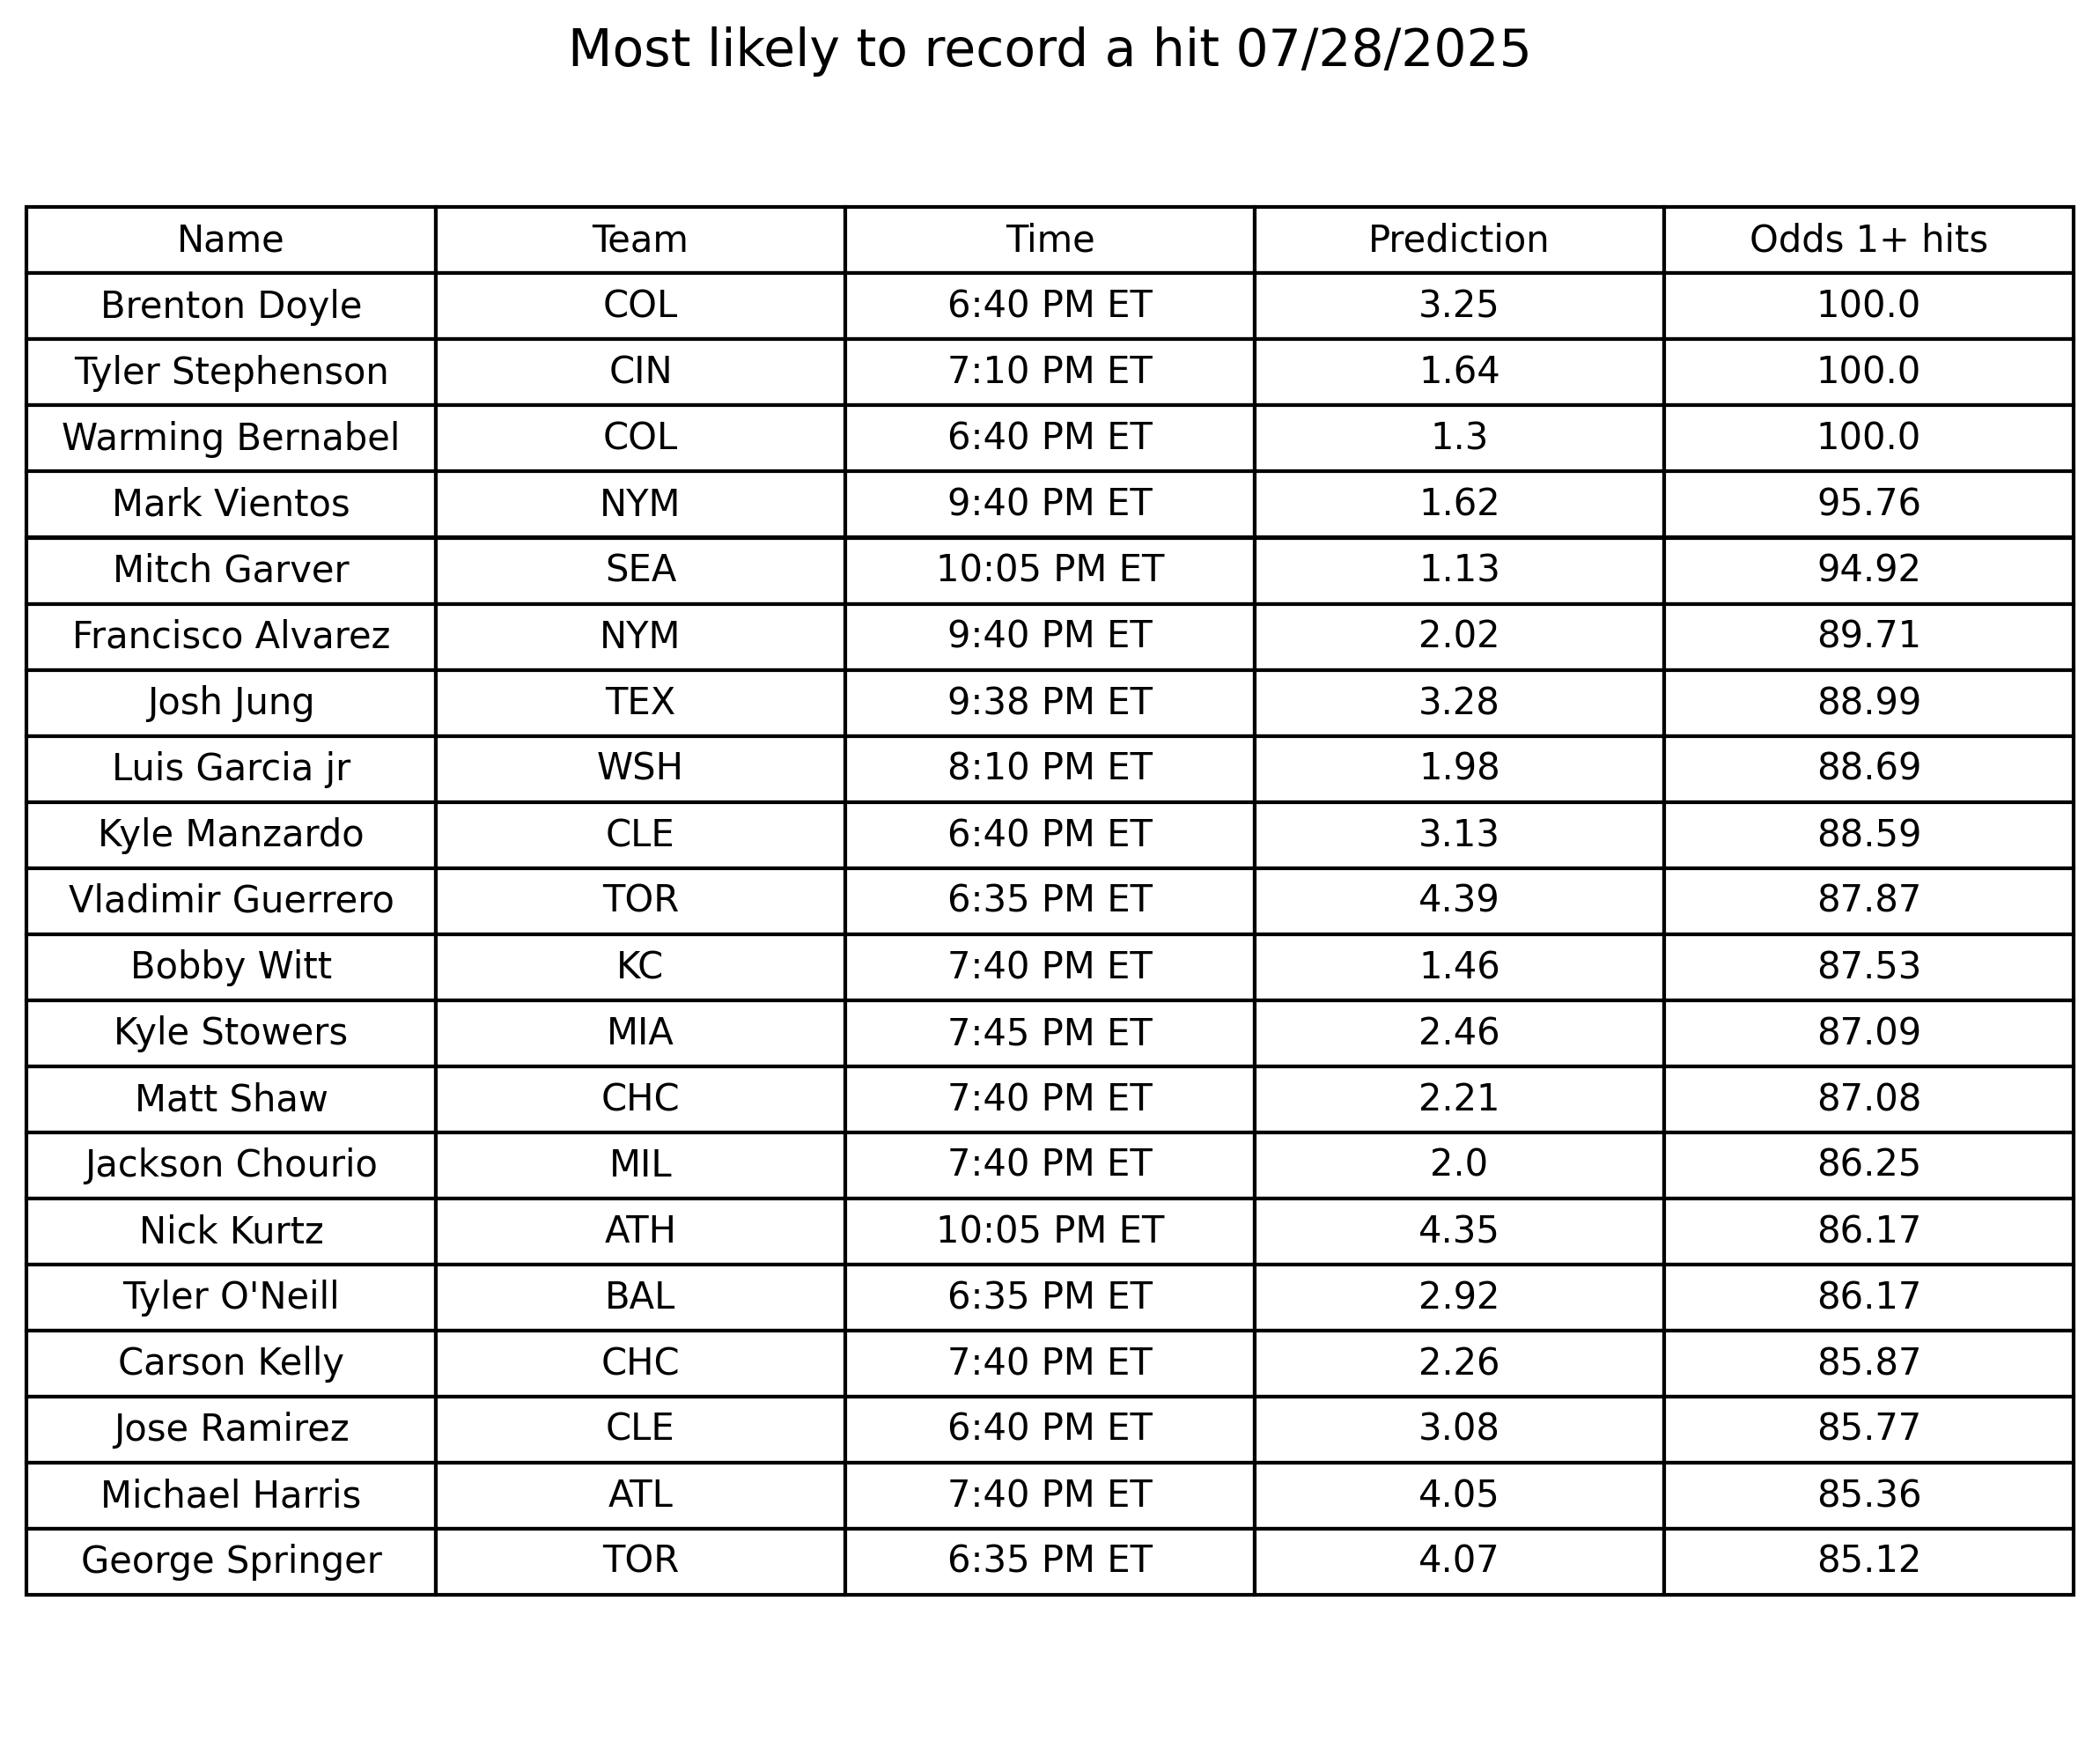 Most likely to record a hit 07/28/2025
Name Team Time Prediction Odds 1+ hits
Brenton Doyle COL 6:40 PM ET 3.25 100.0
Tyler Stephenson CIN 7:10 PM ET 1.64 100.0
Warming Bernabel COL 6:40 PM ET 1.3 100.0
Mark Vientos NYM 9:40 PM ET 1.62 95.76
Mitch Garver SEA 10:05 PM ET 1.13 94.92
Francisco Alvarez NYM 9:40 PM ET 2.02 89.71
Josh Jung TEX 9:38 PM ET 3.28 88.99
Luis Garcia jr WSH 8:10 PM ET 1.98 88.69
Kyle Manzardo CLE 6:40 PM ET 3.13 88.59
Vladimir Guerrero TOR 6:35 PM ET 4.39 87.87
Bobby Witt KC 7:40 PM ET 1.46 87.53
Kyle Stowers MIA 7:45 PM ET 2.46 87.09
Matt Shaw CHC 7:40 PM ET 2.21 87.08
Jackson Chourio MIL 7:40 PM ET 2.0 86.25
Nick Kurtz ATH 10:05 PM ET 4.35 86.17
Tyler O'Neill BAL 6:35 PM ET 2.92 86.17
Carson Kelly CHC 7:40 PM ET 2.26 85.87
Jose Ramirez CLE 6:40 PM ET 3.08 85.77
Michael Harris ATL 7:40 PM ET 4.05 85.36
George Springer TOR 6:35 PM ET 4.07 85.12